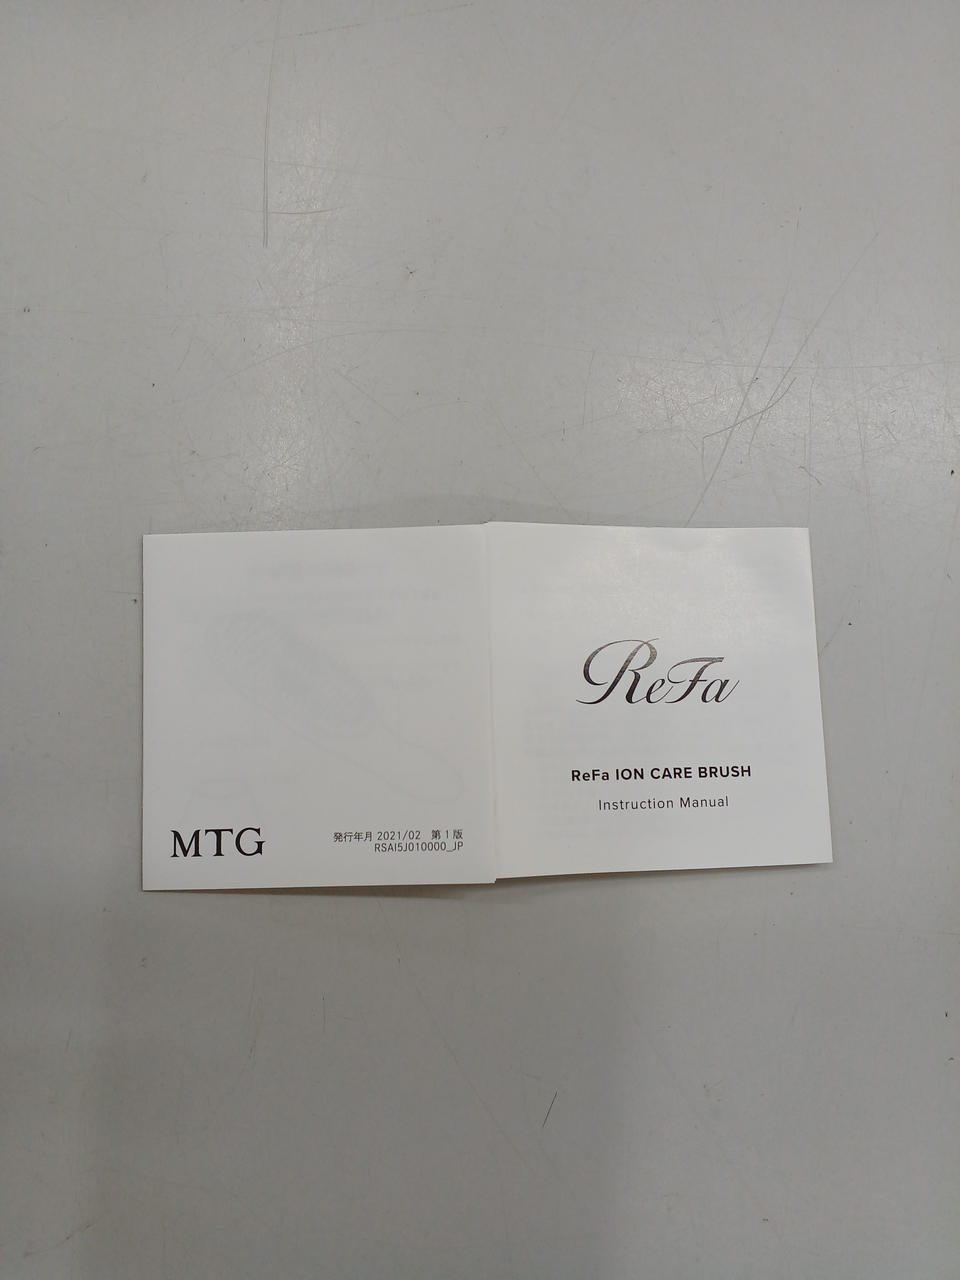 MTG
発行年月 2021/02 第1版
RSAI5J010000_JP
ReFa
ReFa ION CARE BRUSH
Instruction Manual